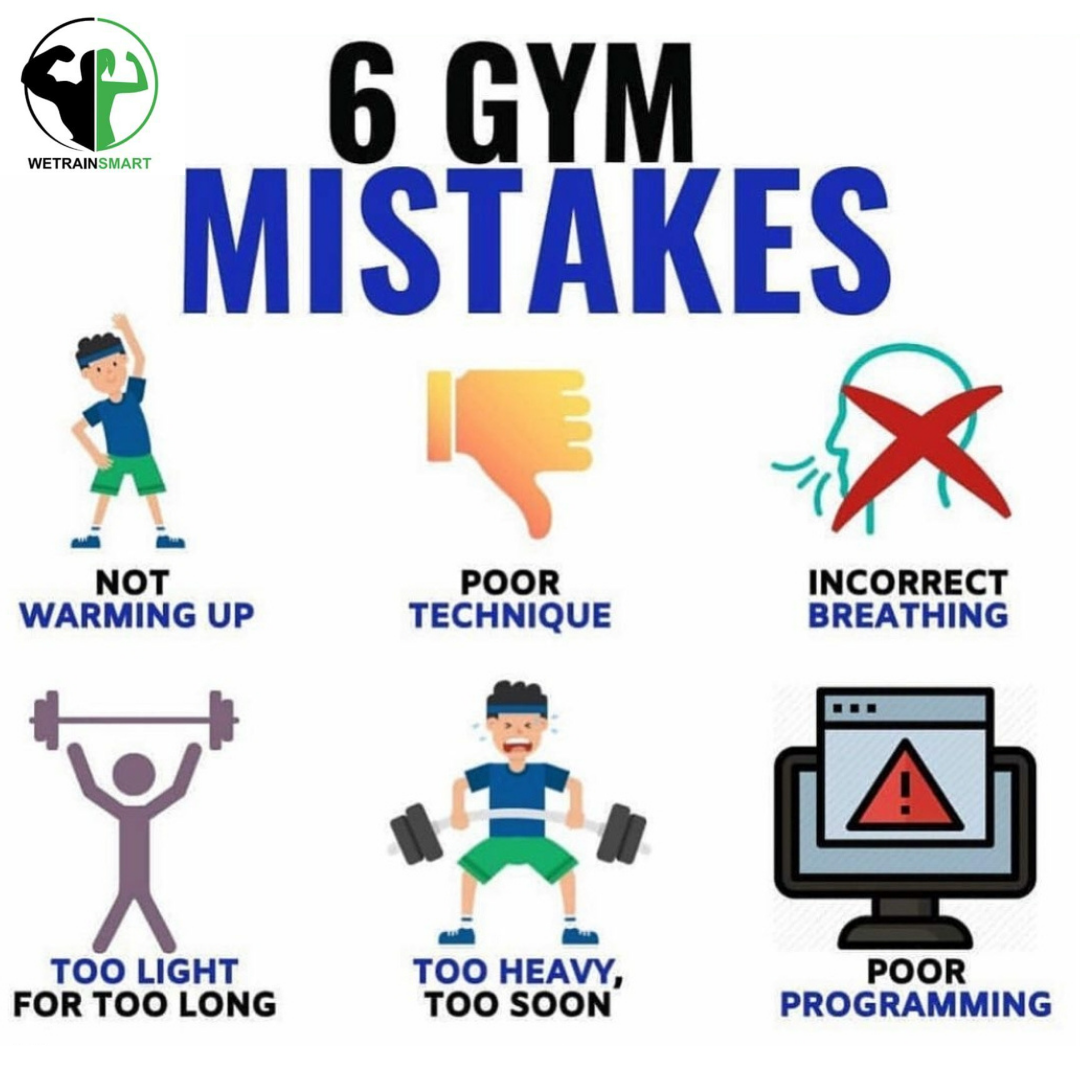 WETRAINSMART
6 GYM
MISTAKES
NOT
WARMING UP
POOR
TECHNIQUE
INCORRECT
BREATHING
TOO LIGHT
FOR TOO LONG
TOO HEAVY,
TOO SOON
POOR
PROGRAMMING